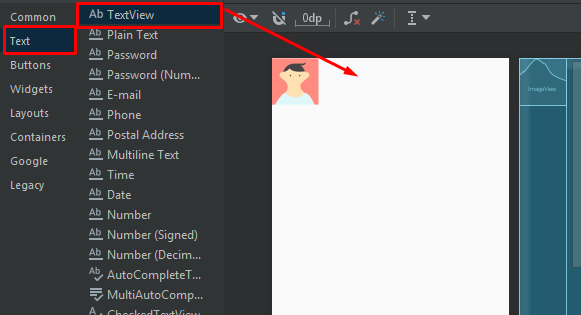 Common
Text
Buttons
Widgets
Layouts
Containers
Google
Legacy
Ab TextView
Ab Plain Text
Ab Password
Ab Password (Num...
Ab E-mail
Ab Phone
Ab Postal Address
Ab Multiline Text
Ab Time
Ab Date
Ab Number
Ab Number (Signed)
Ab Number (Decim...
Ab AutoCompleteT...
MultiAutoComp...
Ab CheckedTextView
0dp
ImageView